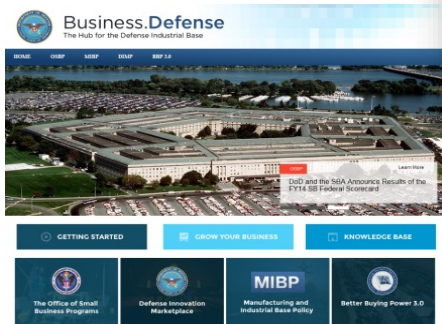 Business.Defense
The Hub for the Defense Industrial Base
HOME OSBP MIBP DIMP BBP 3.0
OSBP
Learn More
DoD and the SBA Announce Results of the
FY14 SB Federal Scorecard
GETTING STARTED
GROW YOUR BUSINESS
KNOWLEDGE BASE
The Office of Small
Business Programs
Defense Innovation
Marketplace
MIBP
Manufacturing and
Industrial Base Policy
Better Buying Power 3.0